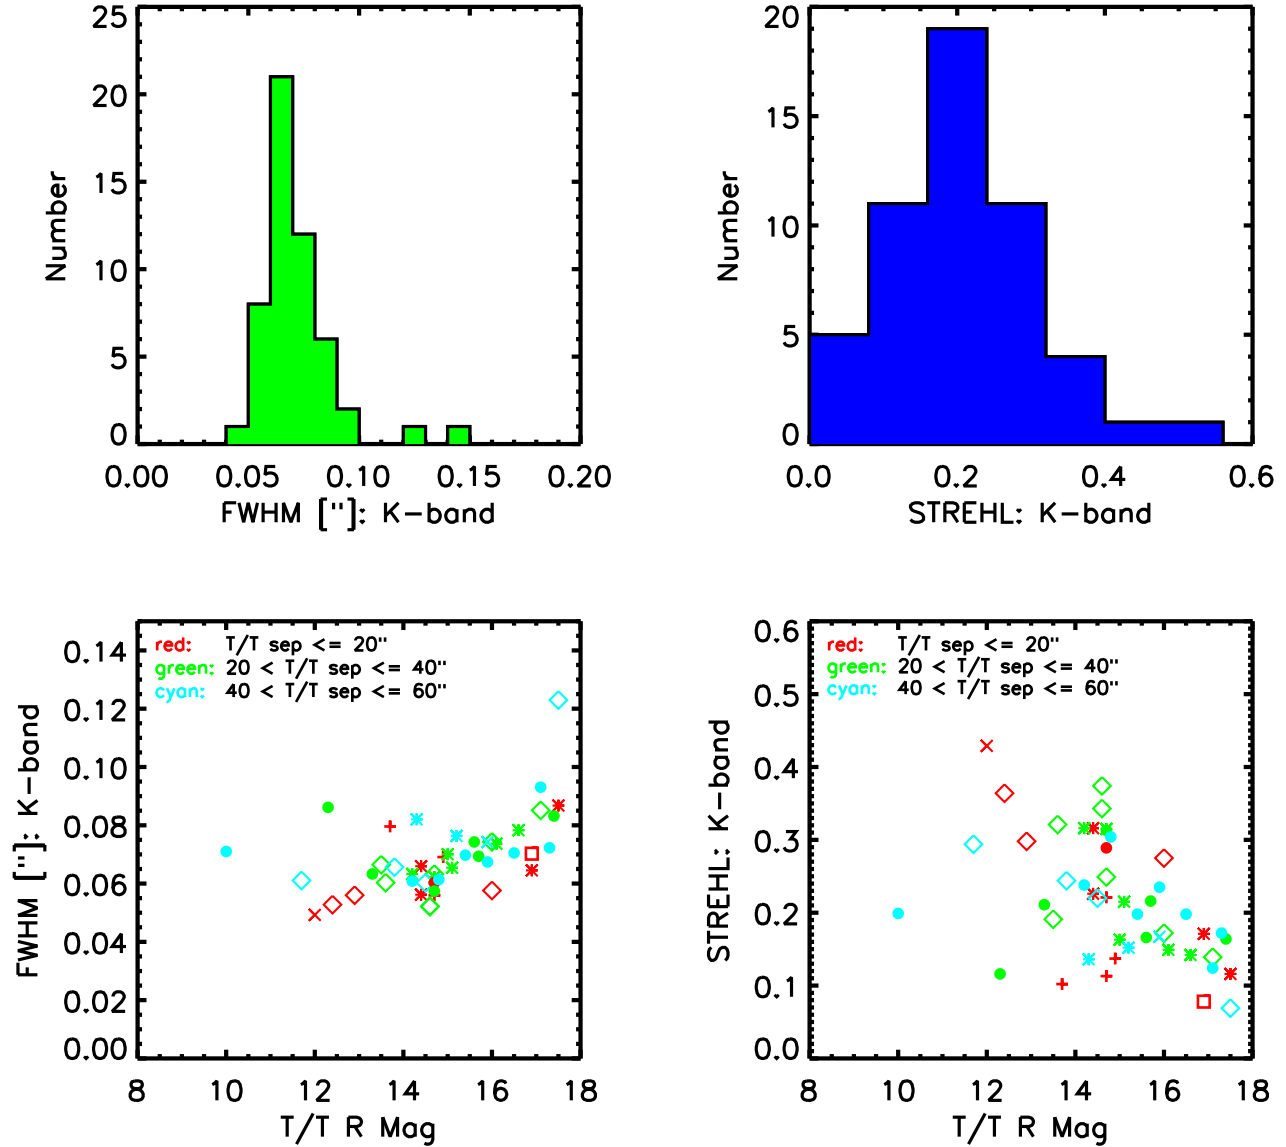 25
20
15
10
5
0
Number
0.00 0.05 0.10 0.15 0.20
FWHM ["]: K-band
20
15
10
5
0
Number
0.0 0.2 0.4 0.6
STREHL: K-band
0.14
0.12
0.10
0.08
0.06
0.04
0.02
0.00
FWHM ["]: K-band
red: T/T sep <= 20"
green: 20 < T/T sep <= 40"
cyan: 40 < T/T sep <= 60"
8 10 12 14 16 18
T/T R Mag
0.6
0.5
0.4
0.3
0.2
0.1
0.0
STREHL: K-band
red: T/T sep <= 20"
green: 20 < T/T sep <= 40"
cyan: 40 < T/T sep <= 60"
8 10 12 14 16 18
T/T R Mag